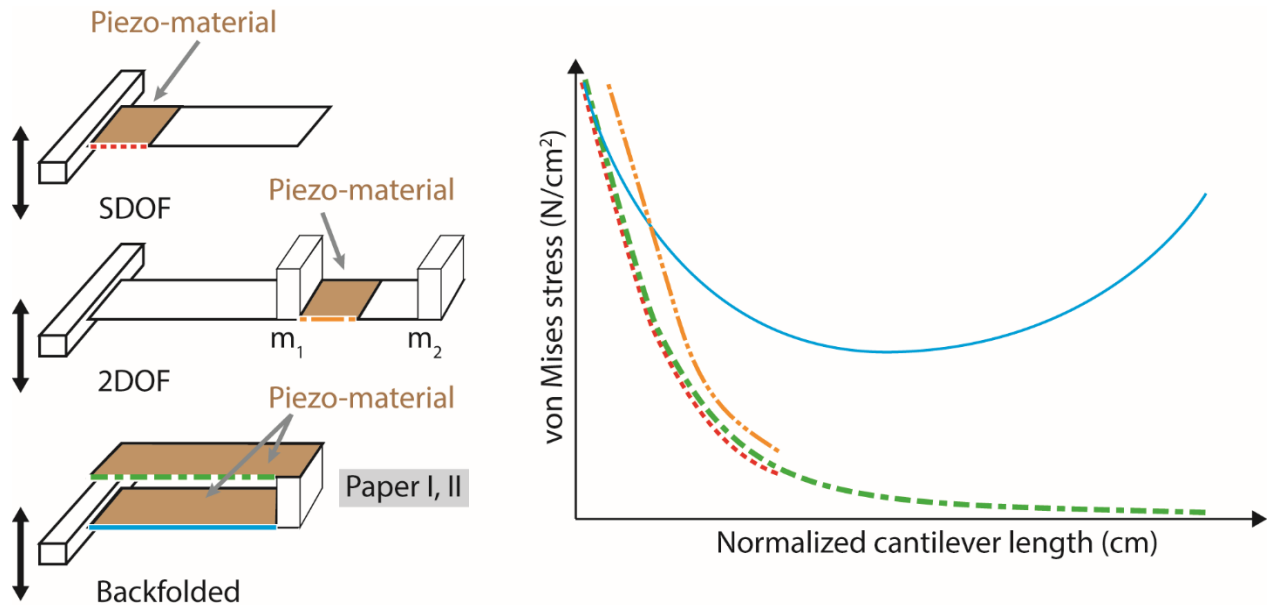 Piezo-material
SDOF
Piezo-material
m₁
m₂
2DOF
Piezo-material
Paper I, II
Backfolded
von Mises stress (N/cm²)
Normalized cantilever length (cm)